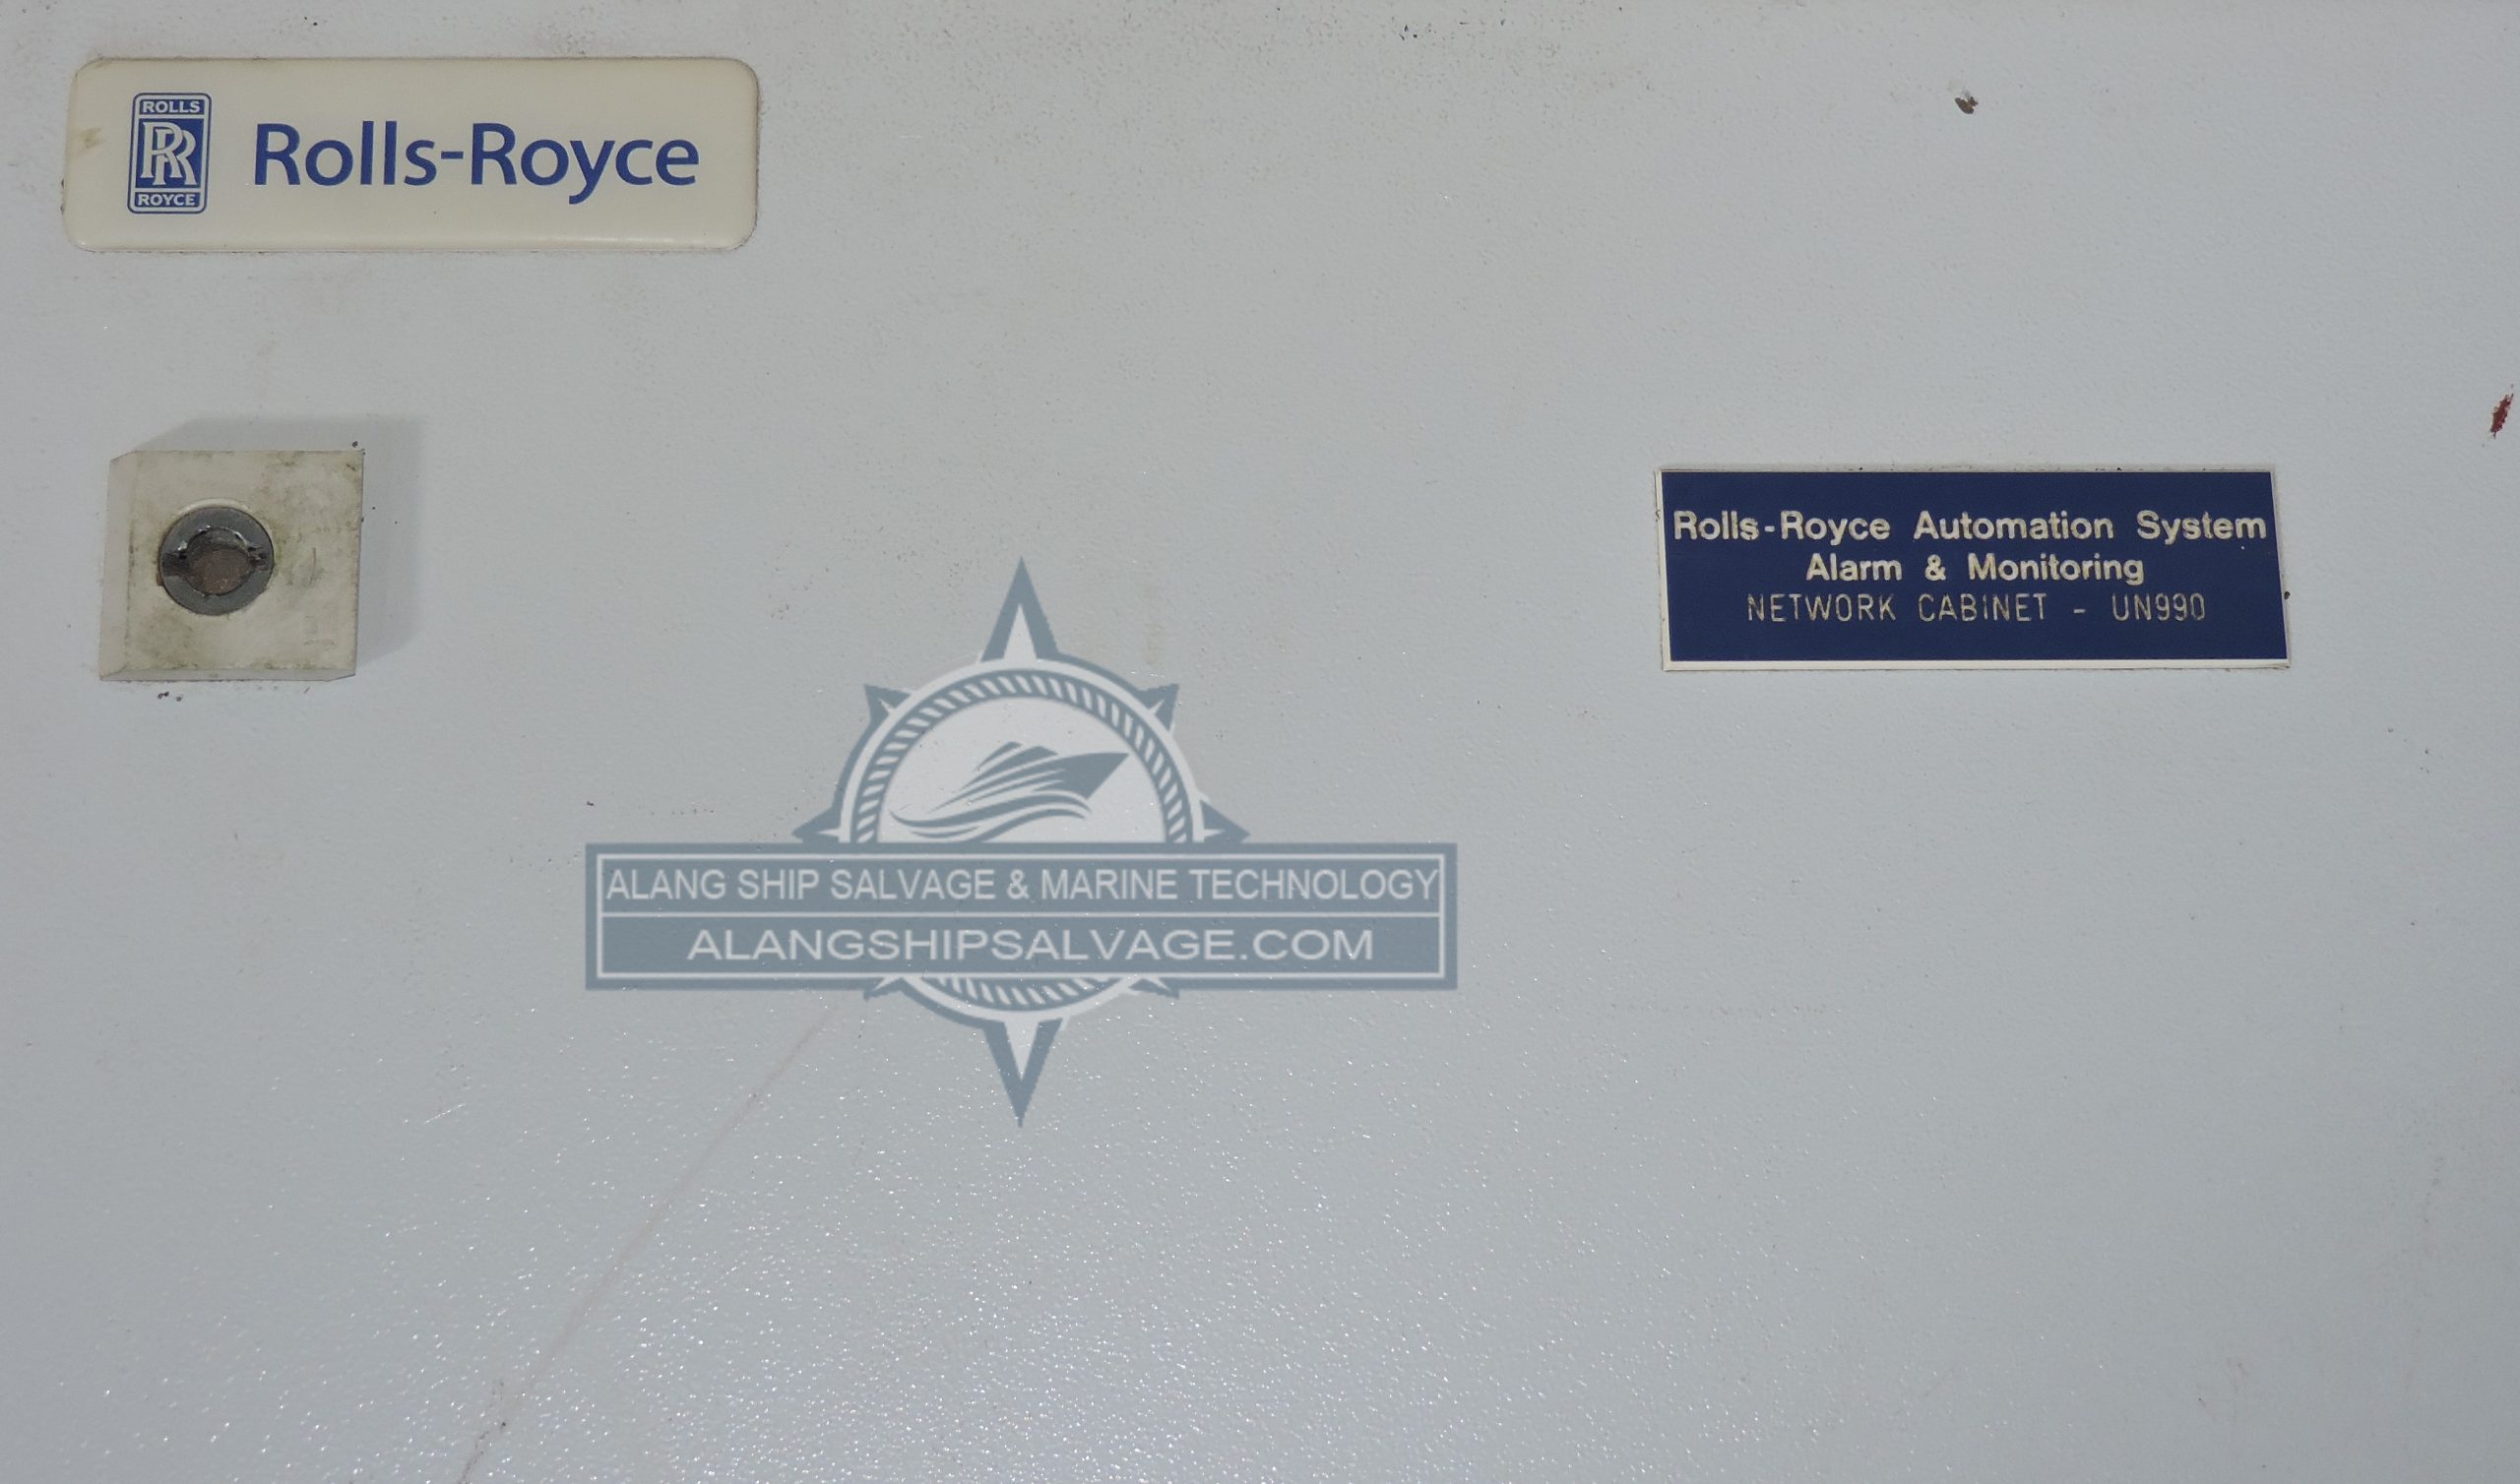 ROLLS
RR
ROYCE
Rolls-Royce
Rolls-Royce Automation System
Alarm & Monitoring
NETWORK CABINET - UN990
ALANG SHIP SALVAGE & MARINE TECHNOLOGY
ALANGSHIPSALVAGE.COM